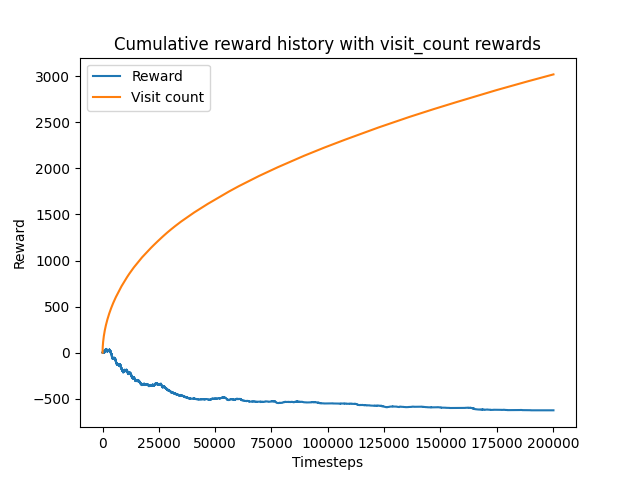 Cumulative reward history with visit_count rewards
Reward
Visit count
3000
2500
2000
1500
1000
500
0
−500
Reward
0 25000 50000 75000 100000 125000 150000 175000 200000
Timesteps